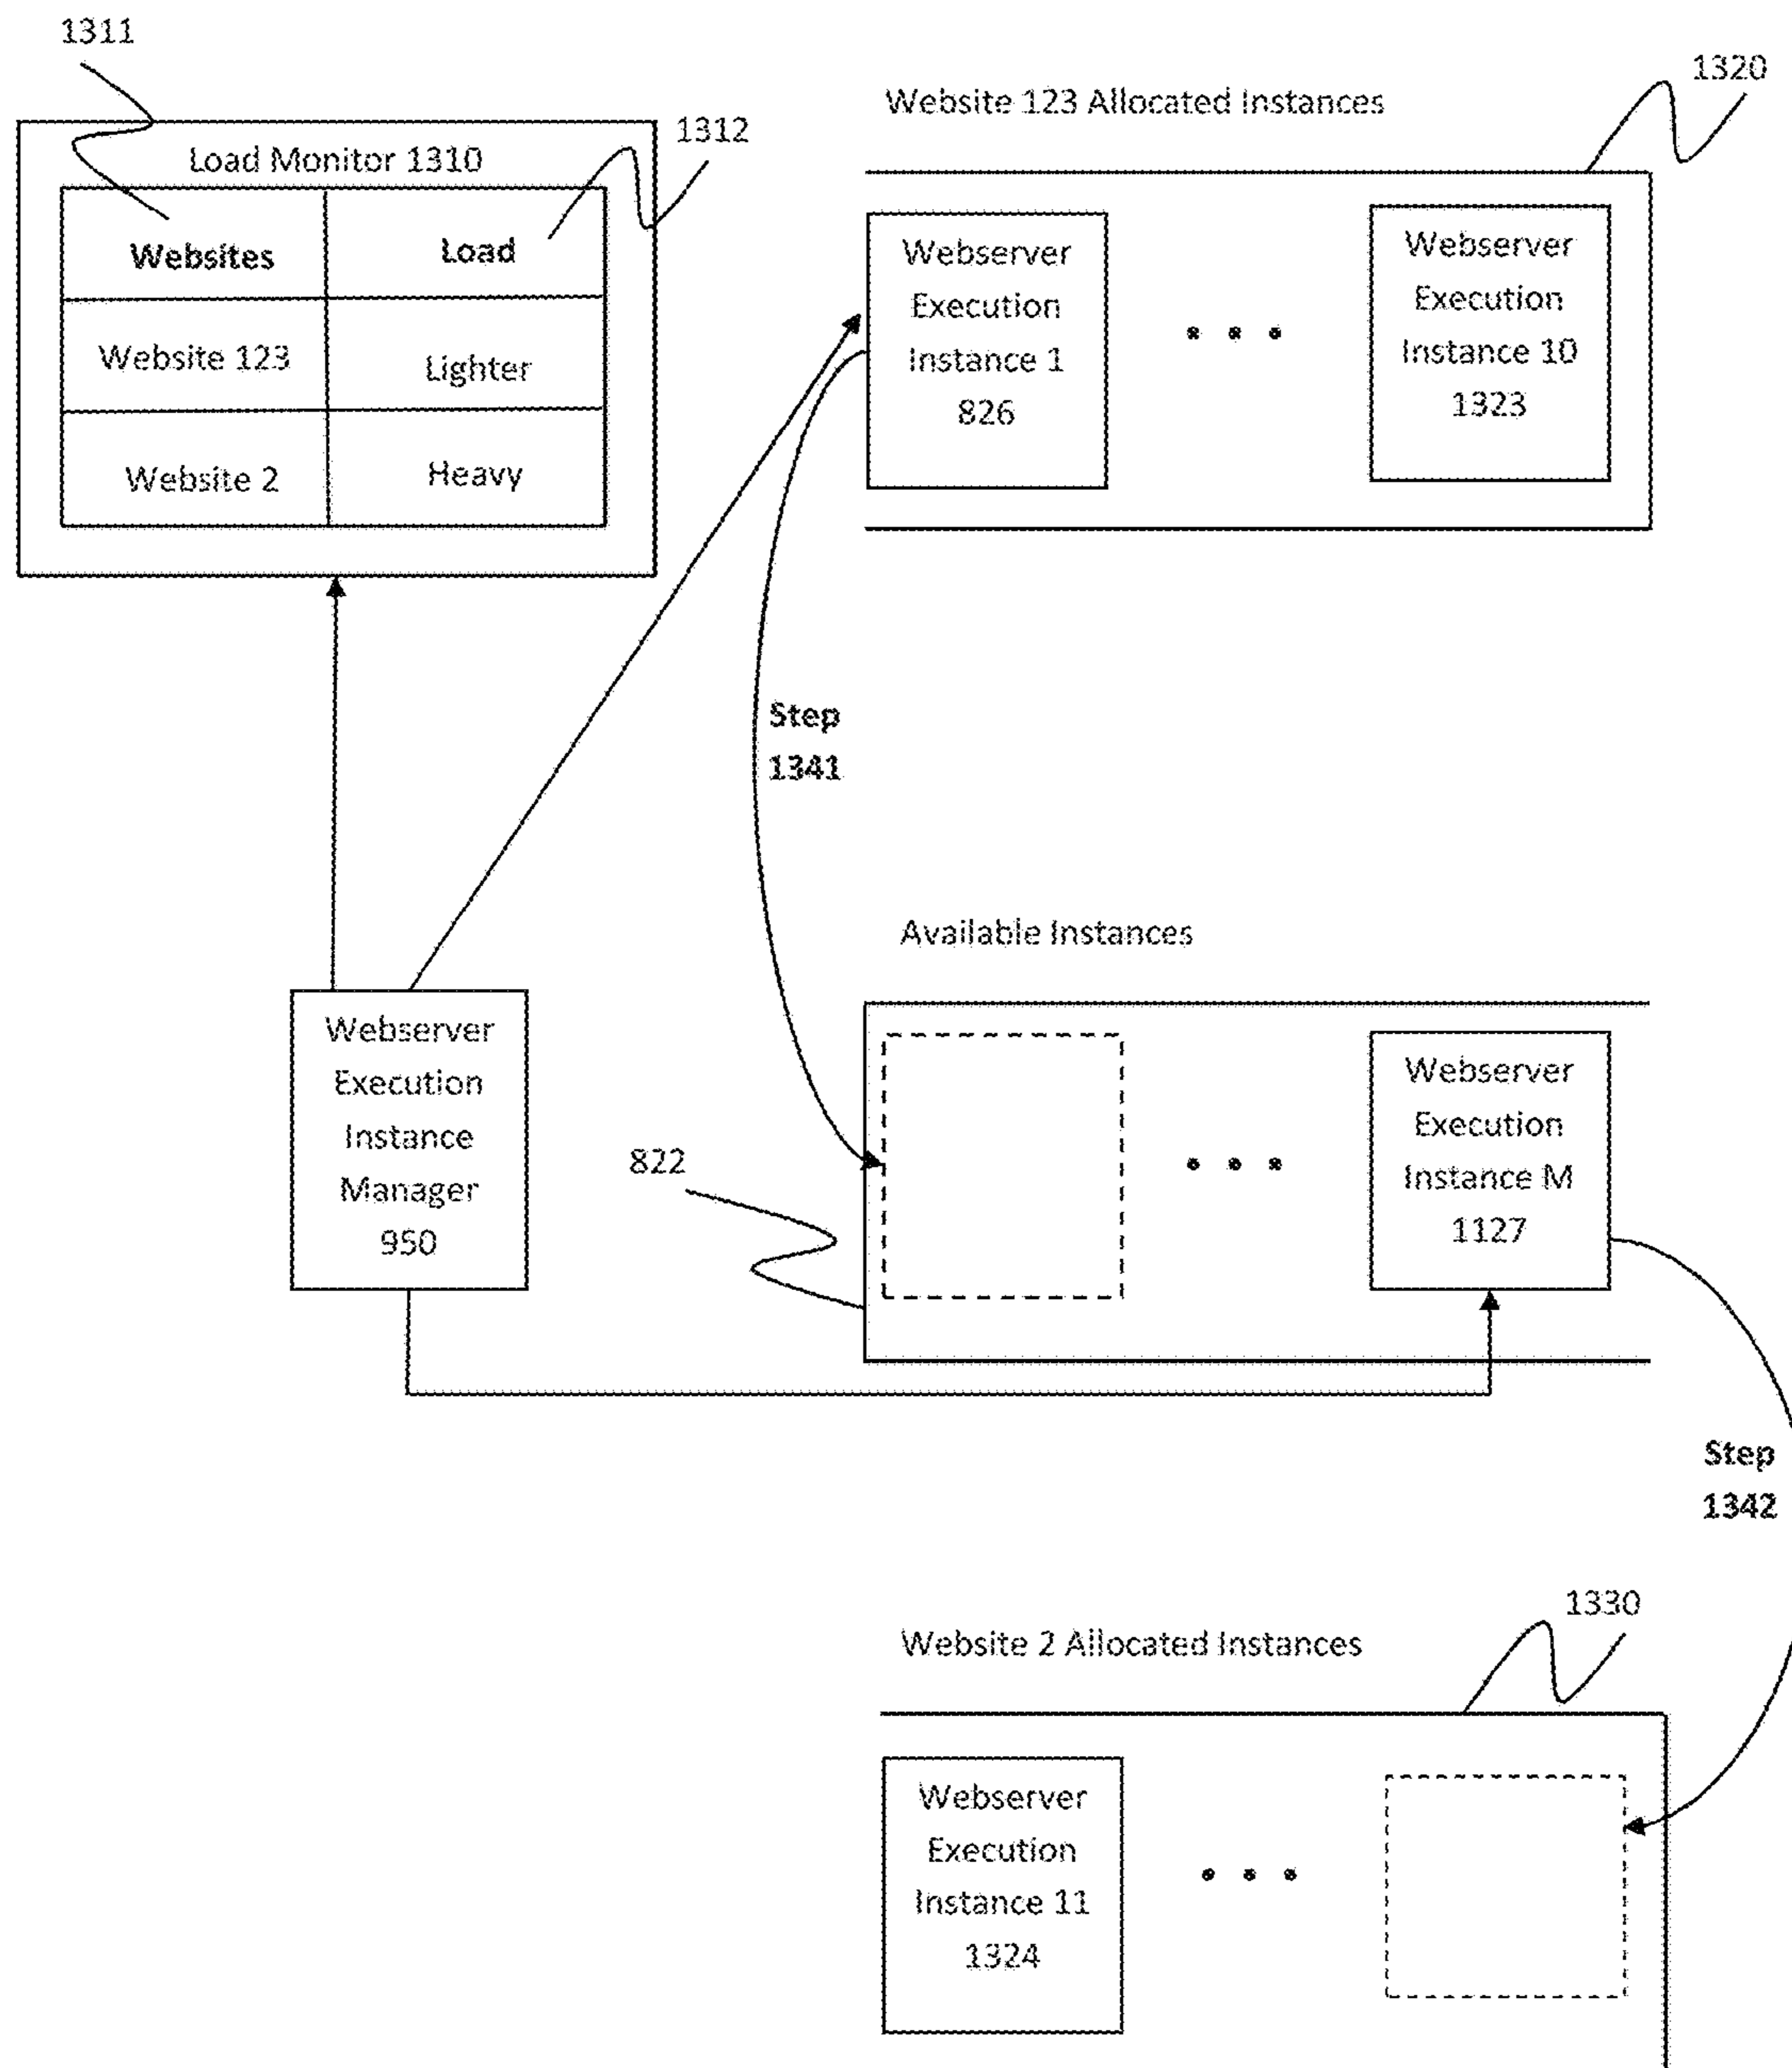 1311
1312
Load Monitor 1310
Websites
Load
Website 123
Lighter
Website 2
Heavy
Website 123 Allocated Instances
1320
Webserver
Execution
Instance 1
826
Webserver
Execution
Instance 10
1323
Step
1341
Available Instances
Webserver
Execution
Instance
Manager
950
822
Webserver
Execution
Instance M
1127
Step
1342
1330
Website 2 Allocated Instances
Webserver
Execution
Instance 11
1324